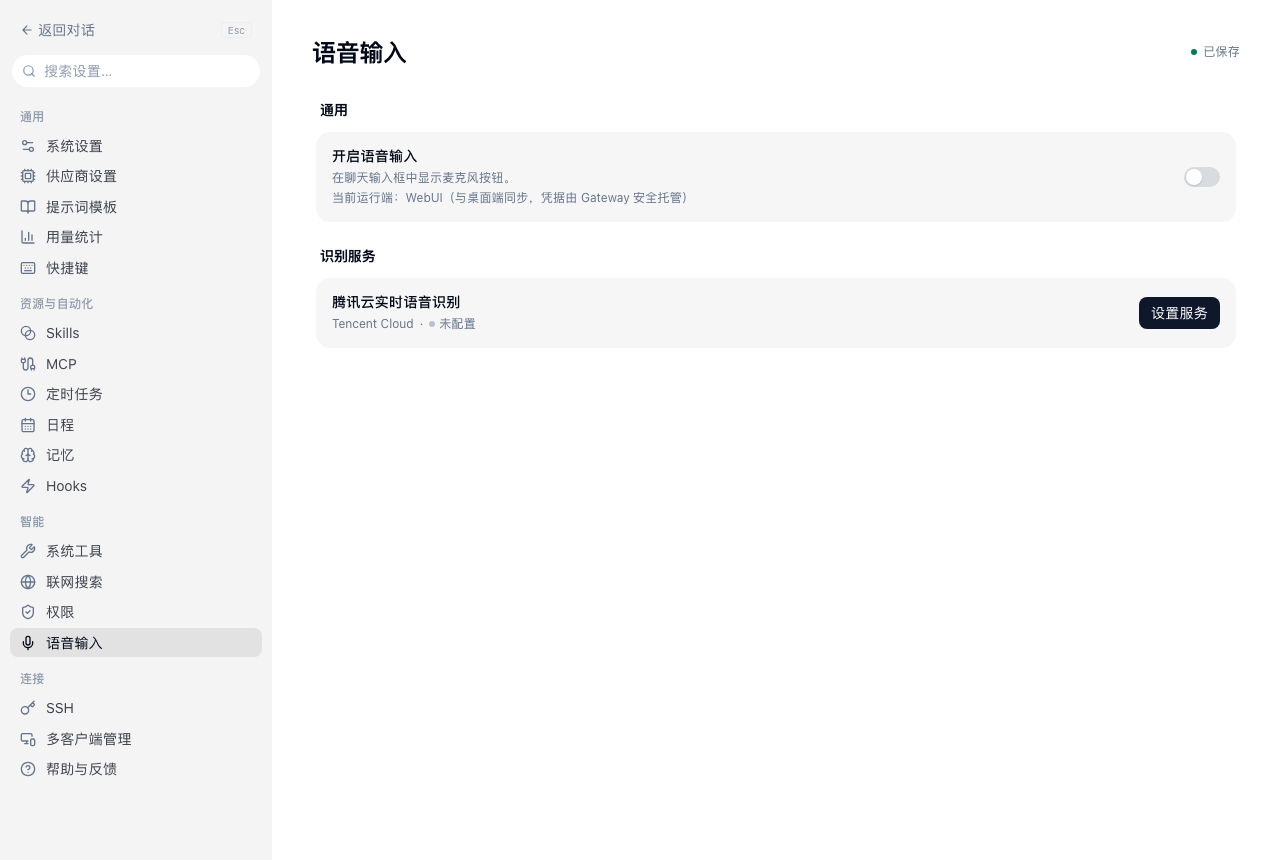 返回对话
Esc
搜索设置...
通用
系统设置
供应商设置
提示词模板
用量统计
快捷键
资源与自动化
Skills
MCP
定时任务
日程
记忆
Hooks
智能
系统工具
联网搜索
权限
语音输入
连接
SSH
多客户端管理
帮助与反馈
语音输入
已保存
通用
开启语音输入
在聊天输入框中显示麦克风按钮。
当前运行端：WebUI（与桌面端同步，凭据由 Gateway 安全托管）
识别服务
腾讯云实时语音识别
Tencent Cloud · 未配置
设置服务